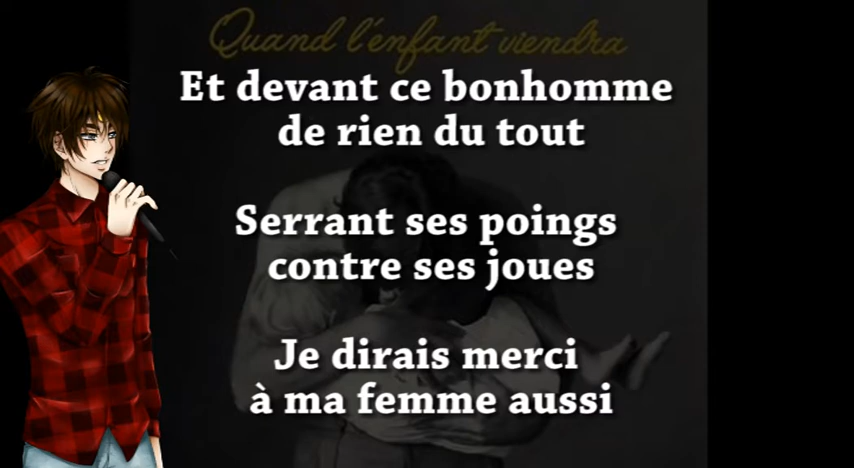 Quand l'enfant viendra
Et devant ce bonhomme
de rien du tout
Serrant ses poings
contre ses joues
Je dirais merci
à ma femme aussi